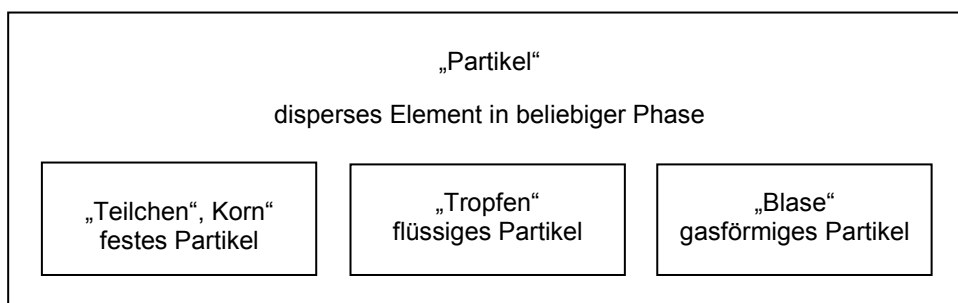 „Partikel“
disperses Element in beliebiger Phase
„Teilchen“, Korn“
festes Partikel
„Tropfen“
flüssiges Partikel
„Blase“
gasförmiges Partikel